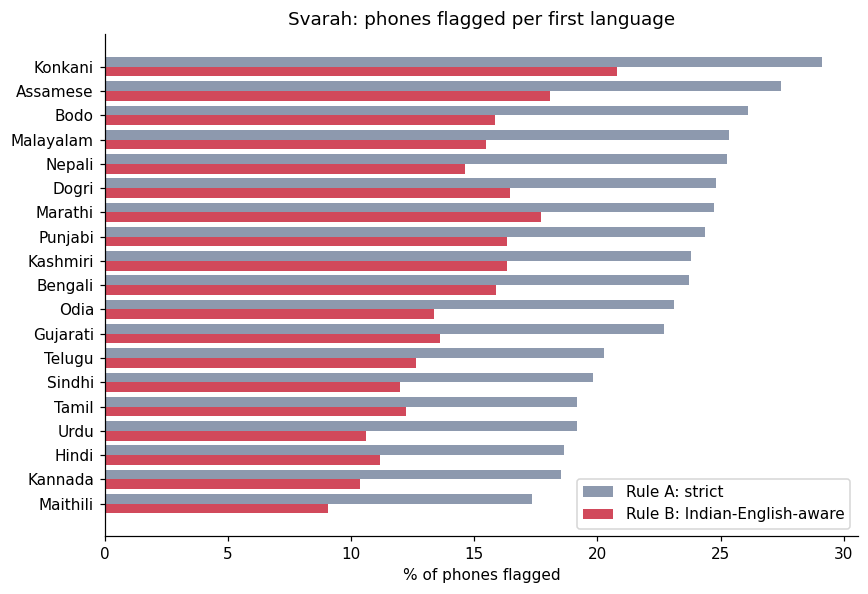 Svarah: phones flagged per first language
Konkani
Assamese
Bodo
Malayalam
Nepali
Dogri
Marathi
Punjabi
Kashmiri
Bengali
Odia
Gujarati
Telugu
Sindhi
Tamil
Urdu
Hindi
Kannada
Maithili
Rule A: strict
Rule B: Indian-English-aware
0 5 10 15 20 25 30
% of phones flagged